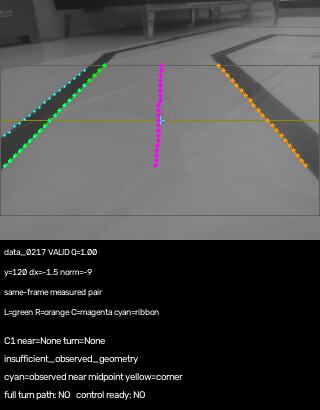 data_0217 VALID Q=1.00
y=120 dx=-1.5 norm=-9
same-frame measured pair
L=green R=orange C=magenta cyan=ribbon
C1 near=None turn=None
insufficient_observed_geometry
cyan=observed near midpoint yellow=corner
full turn path: NO control ready: NO